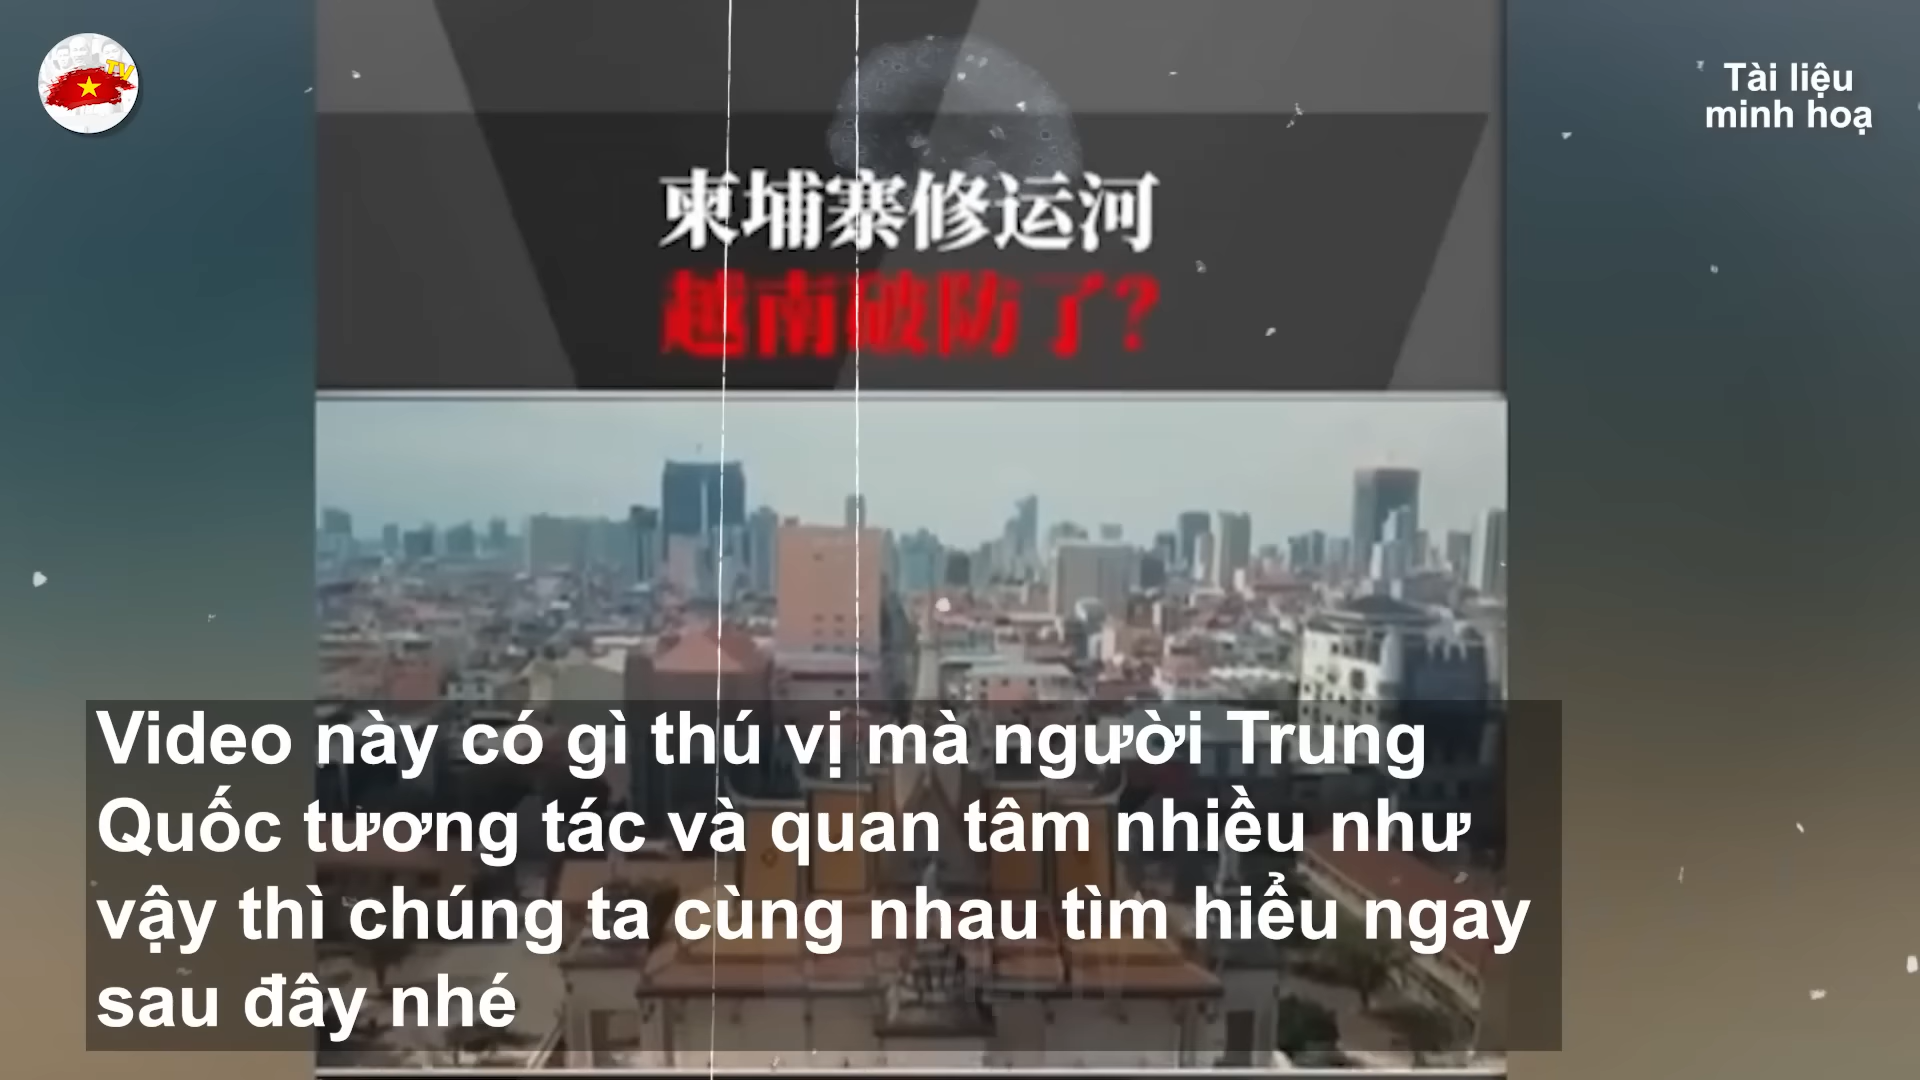 TV
Tài liệu
minh hoạ
柬埔寨修运河
越南破防了?
Video này có gì thú vị mà người Trung
Quốc tương tác và quan tâm nhiều như
vậy thì chúng ta cùng nhau tìm hiểu ngay
sau đây nhé